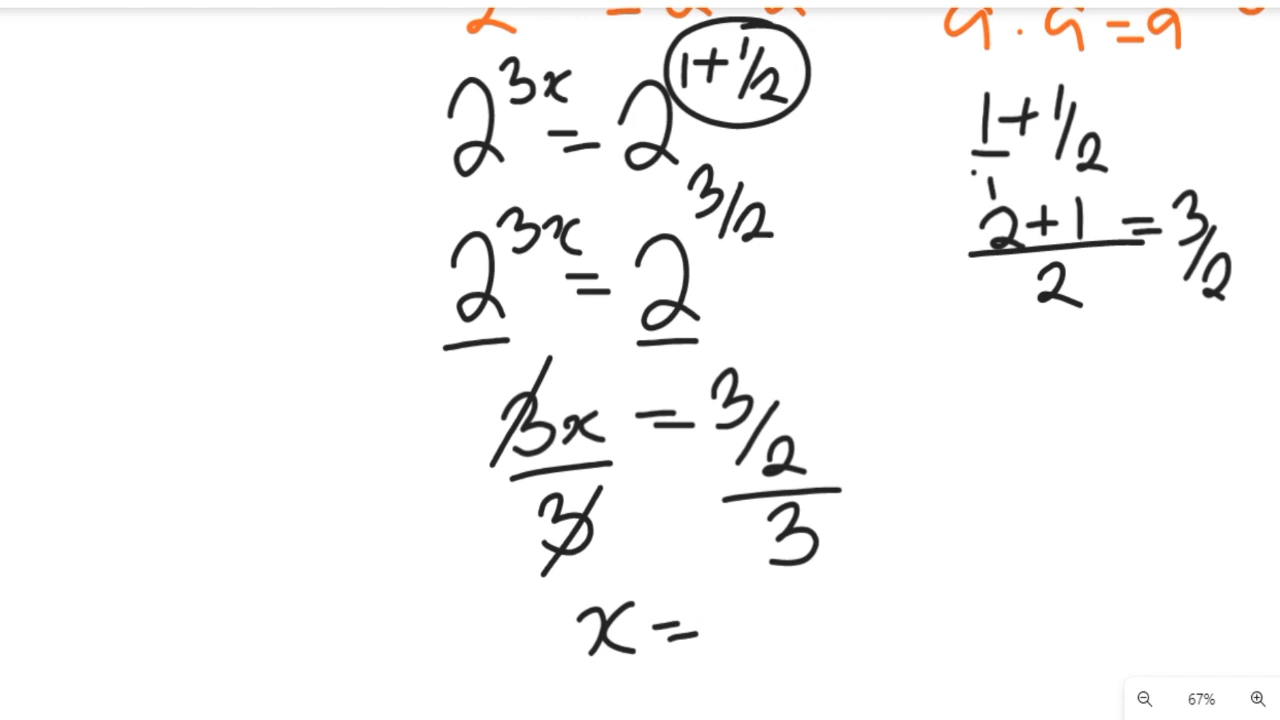 2^{3x} = 2^{1+1/2}
2^{3x} = 2^{3/2}
3x/3 = 3/2/3
x =
a · a = a
1 + 1/2
2+1/2 = 3/2
67%